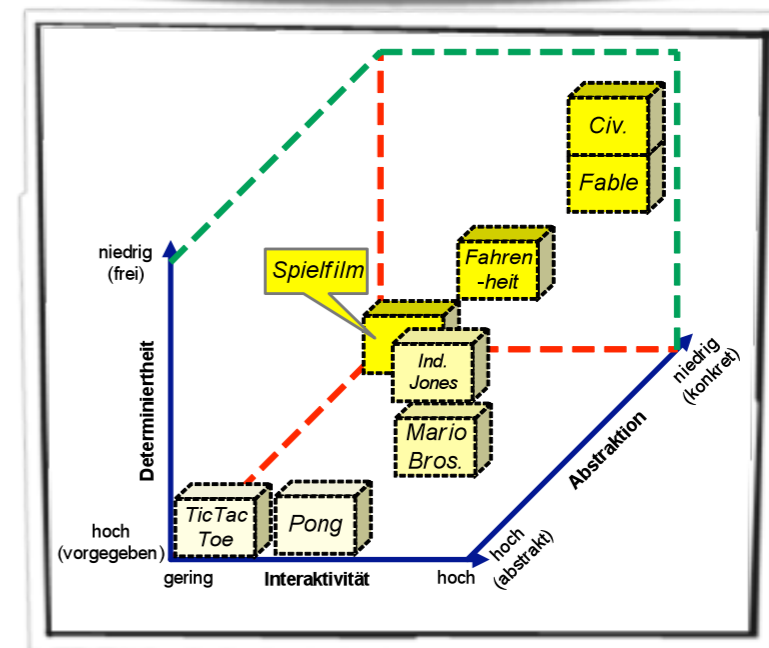 Civ.
Fable
niedrig
(frei)
Spielfilm
Fahren
-heit
Ind.
Jones
Mario
Bros.
Determiniertheit
niedrig
(konkret)
Abstraktion
TicTac
Toe
Pong
hoch
(vorgegeben)
hoch
(abstrakt)
gering
Interaktivität
hoch